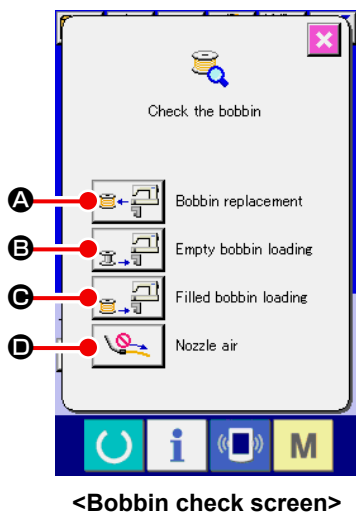 Check the bobbin
A Bobbin replacement
B Empty bobbin loading
C Filled bobbin loading
D Nozzle air
i M
<Bobbin check screen>